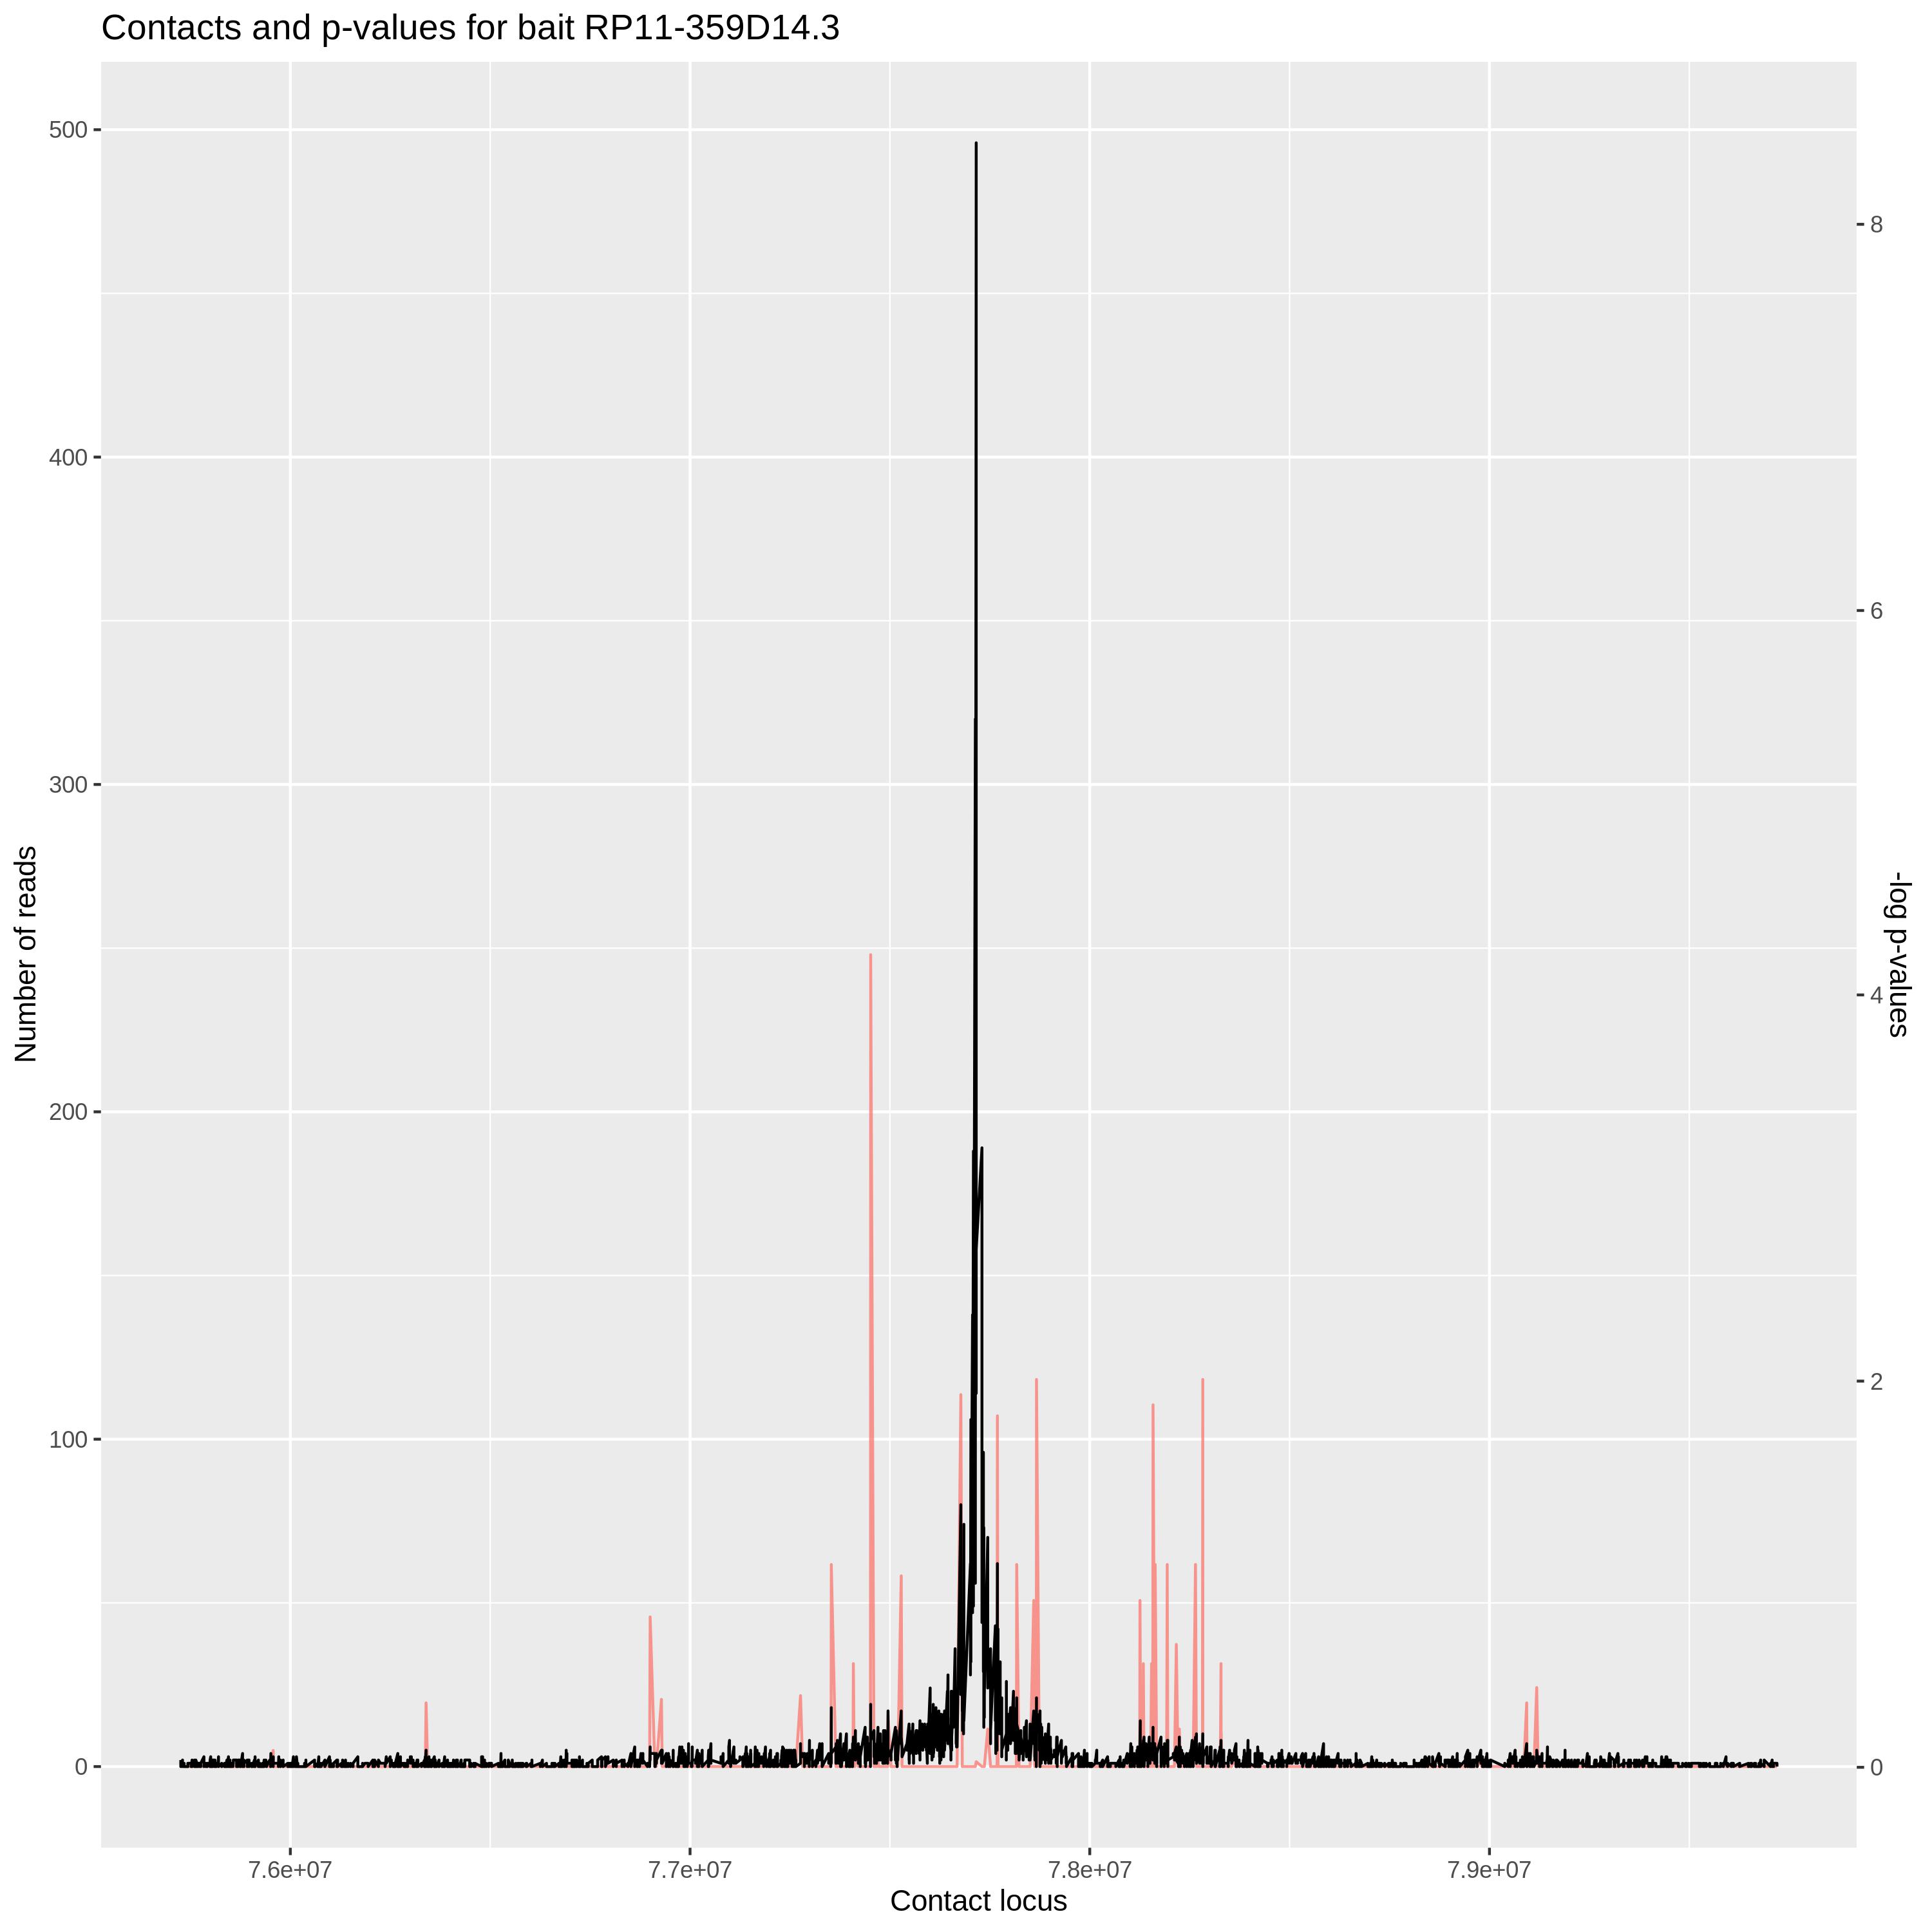 Contacts and p-values for bait RP11-359D14.3
500
400
300
200
100
0
Number of reads
8
6
4
2
0
-log p-values
7.6e+07
7.7e+07
7.8e+07
7.9e+07
Contact locus